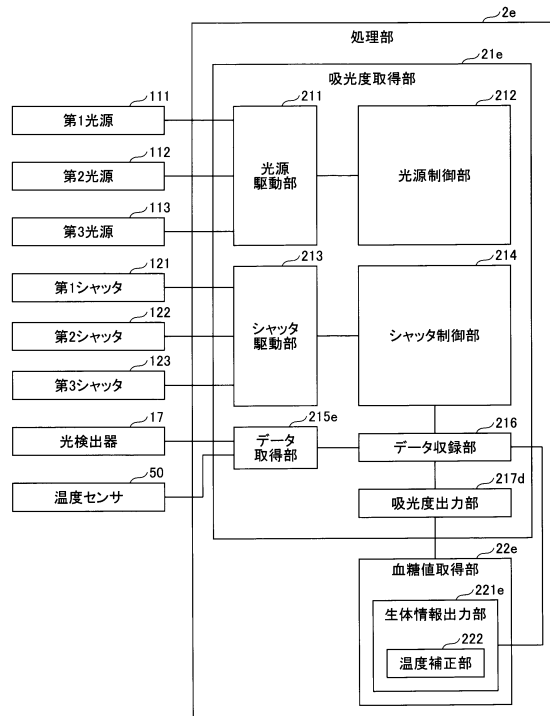 2e
処理部
21e
吸光度取得部
111
第1光源
211
光源
駆動部
212
光源制御部
112
第2光源
113
第3光源
121
第1シャッタ
213
シャッタ
駆動部
214
シャッタ制御部
122
第2シャッタ
123
第3シャッタ
17
光検出器
215e
データ
取得部
216
データ収録部
50
温度センサ
217d
吸光度出力部
22e
血糖値取得部
221e
生体情報出力部
222
温度補正部